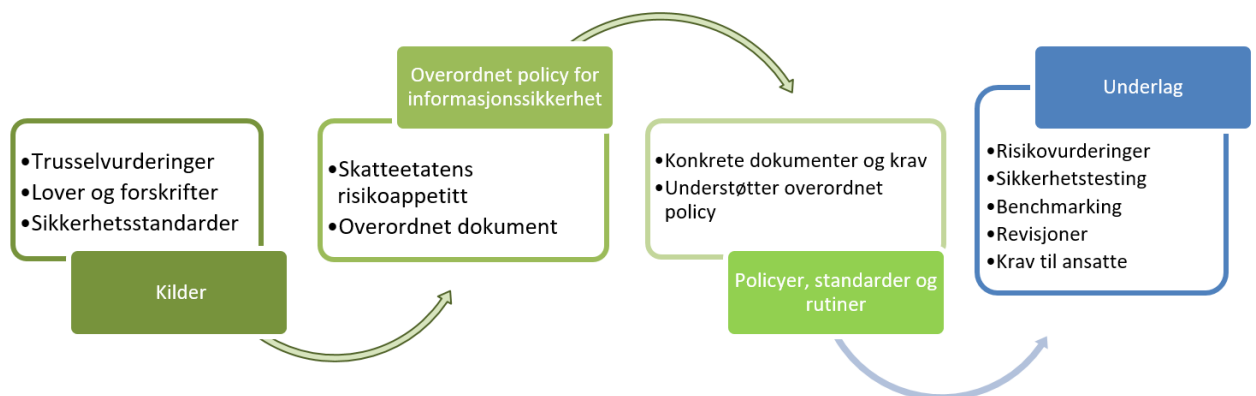 •Trusselvurderinger
•Lover og forskrifter
•Sikkerhetsstandarder
Kilder
Overordnet policy for
informasjonssikkerhet
•Skatteetatens
risikoappetitt
•Overordnet dokument
•Konkrete dokumenter og krav
•Understøtter overordnet
policy
Policyer, standarder og
rutiner
Underlag
•Risikovurderinger
•Sikkerhetstesting
•Benchmarking
•Revisjoner
•Krav til ansatte